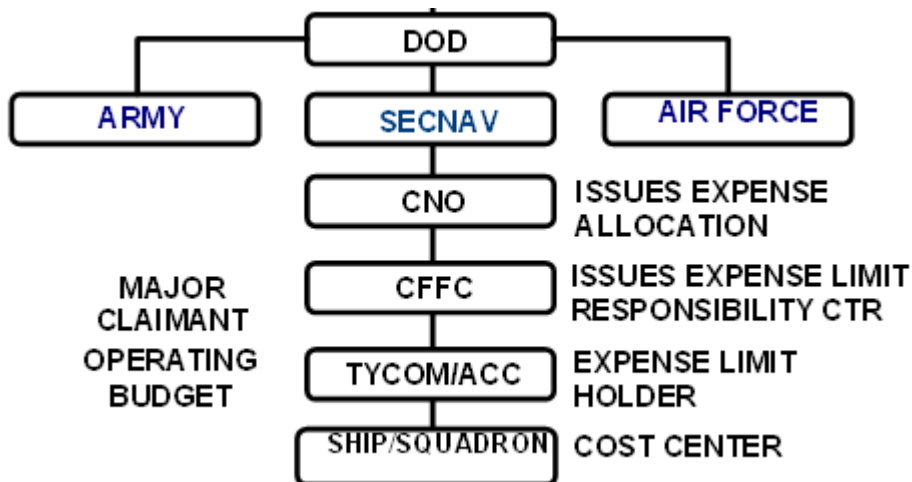 DOD
ARMY
SECNAV
AIR FORCE
CNO
ISSUES EXPENSE
ALLOCATION
MAJOR
CLAIMANT
CFFC
ISSUES EXPENSE LIMIT
RESPONSIBILITY CTR
OPERATING
BUDGET
TYCOM/ACC
EXPENSE LIMIT
HOLDER
SHIP/SQUADRON
COST CENTER